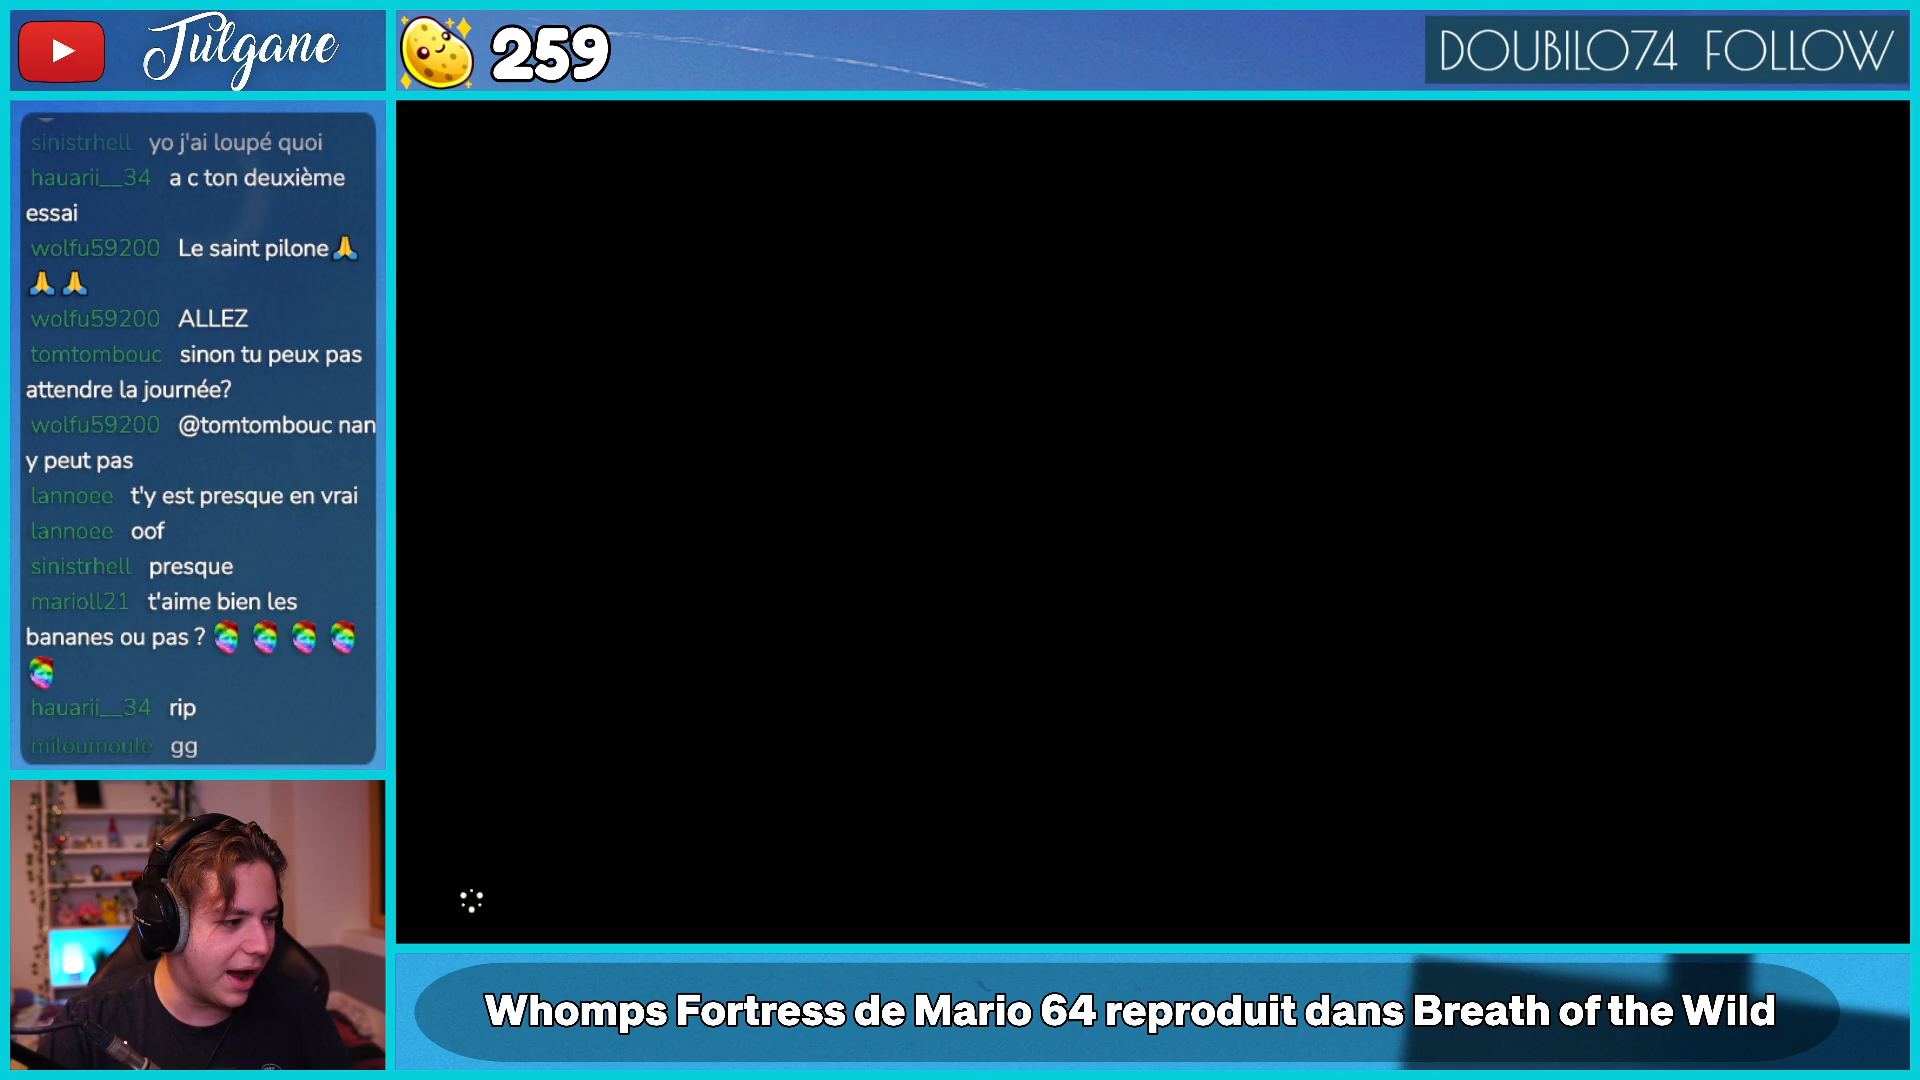 Julgane
259
DOUBILO74 FOLLOW
sinistrhell yo j'ai loupé quoi
hauarii__34 a c ton deuxième
essai
wolfu59200 Le saint pilone🙏
🙏 🙏
wolfu59200 ALLEZ
tomtombouc sinon tu peux pas
attendre la journée?
wolfu59200 @tomtombouc nan
y peut pas
lannoee t'y est presque en vrai
lannoee oof
sinistrhell presque
marioll21 t'aime bien les
bananes ou pas ?
hauarii__34 rip
miloumoule gg
Whomps Fortress de Mario 64 reproduit dans Breath of the Wild